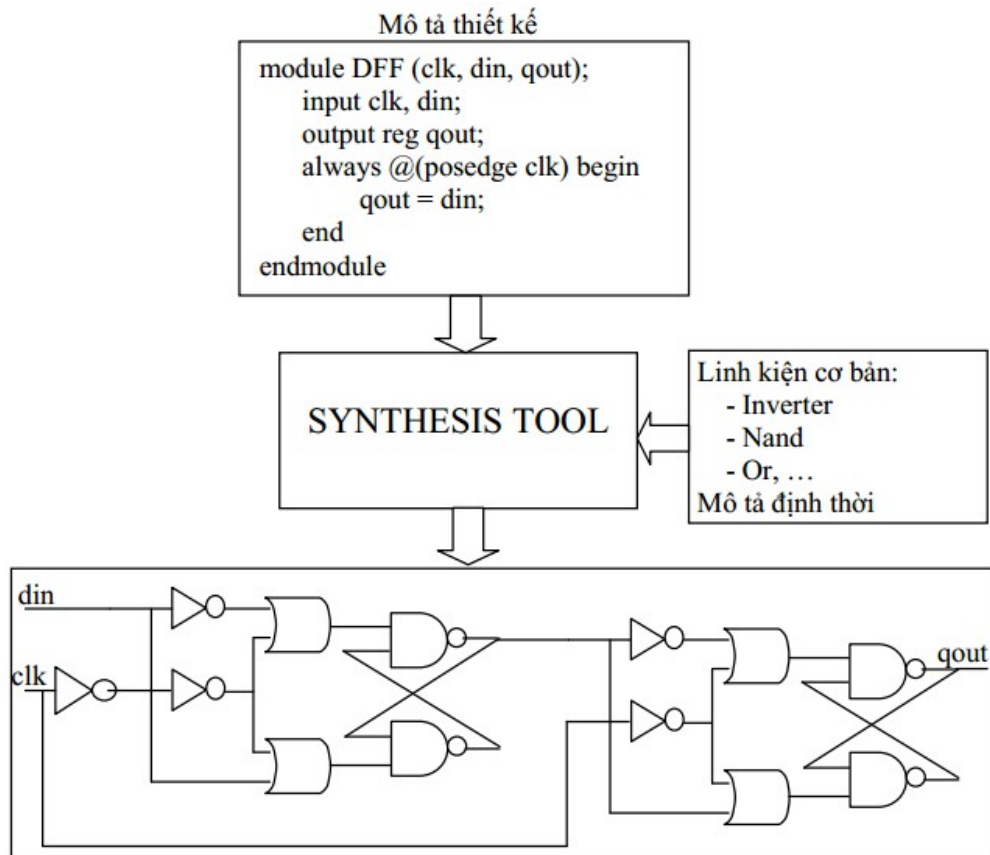 Mô tả thiết kế
module DFF (clk, din, qout);
input clk, din;
output reg qout;
always @(posedge clk) begin
qout = din;
end
endmodule
SYNTHESIS TOOL
Linh kiện cơ bản:
- Inverter
- Nand
- Or, …
Mô tả định thời
din
clk
qout